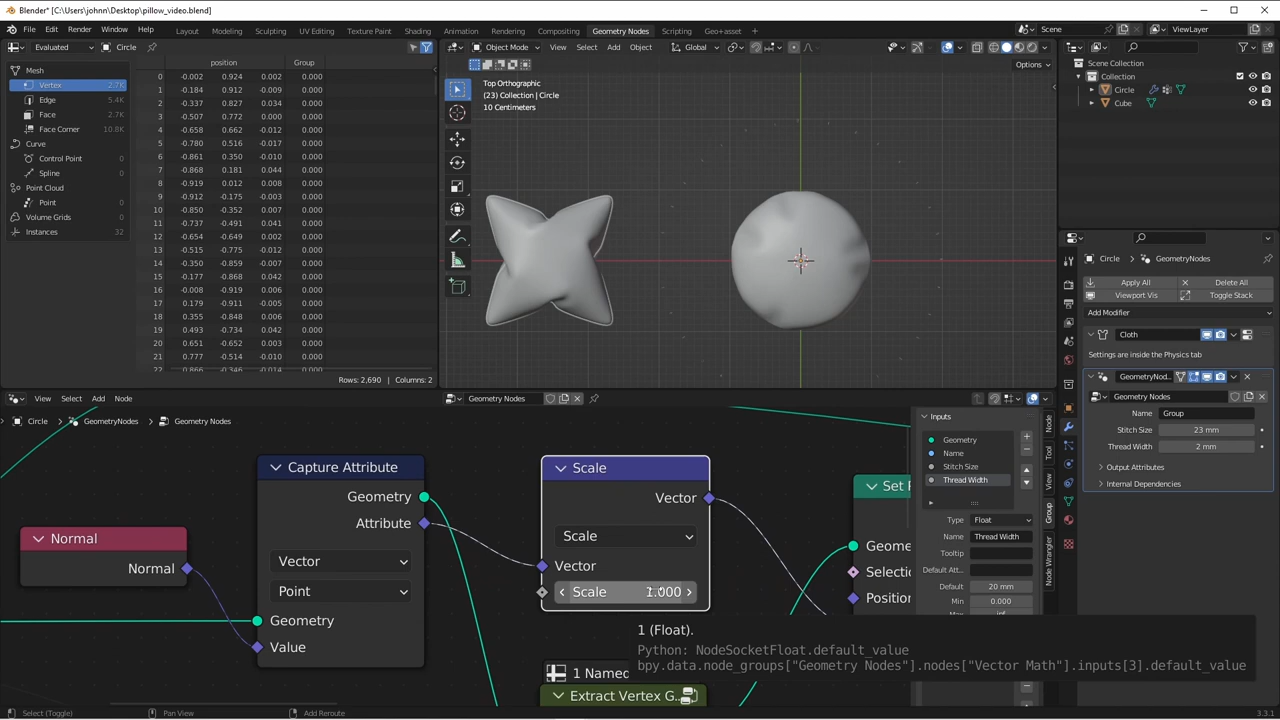 Blender* [C:\Users\johnn\Desktop\pillow_video.blend]
File Edit Render Window Help Layout Modeling Sculpting UV Editing Texture Paint Shading Animation Rendering Compositing Geometry Nodes Scripting Geo+asset Scene ViewLayer
Evaluated Circle Object Mode View Select Add Object Global
Options
position Group
Mesh
Vertex 2.7K
Edge 5.4K
Face 2.7K
Face Corner 10.8K
Curve
Control Point 0
Spline 0
Point Cloud
Point 0
Volume Grids 0
Instances 32
0 -0.002 0.924 0.002 0.000
1 -0.184 0.912 -0.009 0.000
2 -0.337 0.827 0.034 0.000
3 -0.507 0.772 0.000 0.000
4 -0.658 0.662 -0.012 0.000
5 -0.780 0.516 -0.017 0.000
6 -0.861 0.350 -0.010 0.000
7 -0.868 0.181 0.044 0.000
8 -0.919 0.012 0.008 0.000
9 -0.912 -0.175 -0.003 0.000
10 -0.850 -0.352 0.007 0.000
11 -0.737 -0.491 0.041 0.000
12 -0.654 -0.649 0.002 0.000
13 -0.515 -0.775 -0.012 0.000
14 -0.350 -0.859 -0.007 0.000
15 -0.177 -0.868 0.042 0.000
16 -0.008 -0.919 0.006 0.000
17 0.179 -0.911 -0.005 0.000
18 0.355 -0.848 0.006 0.000
19 0.493 -0.734 0.042 0.000
20 0.651 -0.652 0.003 0.000
21 0.777 -0.514 -0.010 0.000
22 0.866 -0.346 -0.014 0.000
Rows: 2,690 | Columns: 2
Top Orthographic
(23) Collection | Circle
10 Centimeters
Scene Collection
Collection
Circle
Cube
Circle GeometryNodes
Apply All Delete All
Viewport Vis Toggle Stack
Add Modifier
Cloth
Settings are inside the Physics tab
GeometryNod..
Geometry Nodes
Name Group
Stitch Size 23 mm
Thread Width 2 mm
Output Attributes
Internal Dependencies
View Select Add Node Geometry Nodes
Circle GeometryNodes Geometry Nodes
Normal
Normal
Capture Attribute
Geometry
Attribute
Vector
Point
Geometry
Value
Scale
Vector
Scale
Vector
Scale 1.000
1 Named
Extract Vertex G..
Set
Geome
Selecti
Position
Inputs
Geometry
Name
Stitch Size
Thread Width
Type Float
Name Thread Width
Tooltip
Default Att...
Default 20 mm
Min 0.000
Node
Tool
View
Group
Node Wrangler
1 (Float).
Python: NodeSocketFloat.default_value
bpy.data.node_groups["Geometry Nodes"].nodes["Vector Math"].inputs[3].default_value
Select (Toggle) Pan View Add Reroute 3.3.1